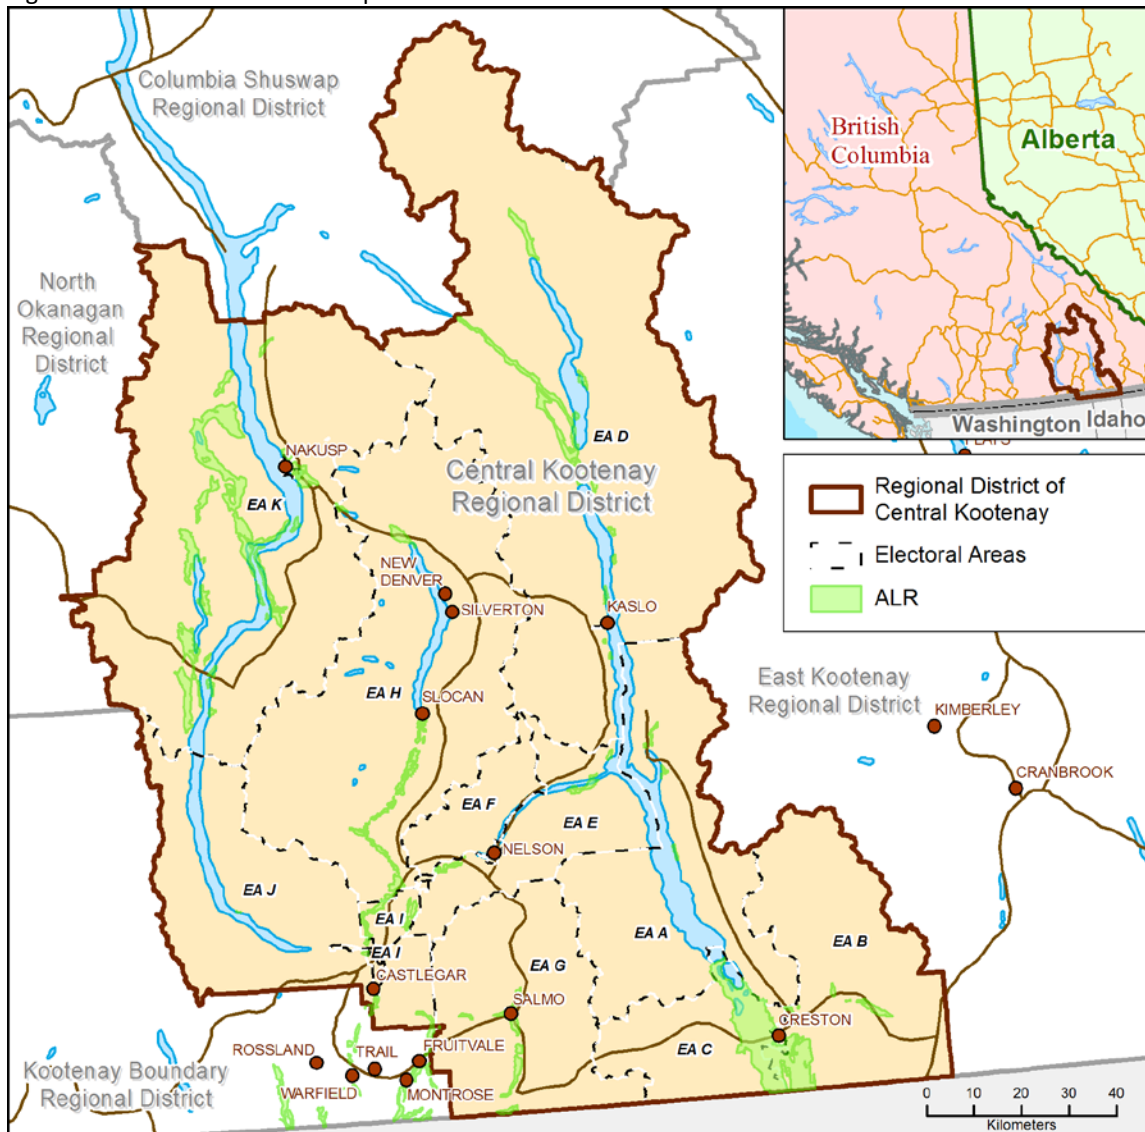 Columbia Shuswap
Regional District
British
Columbia
Alberta
Washington
Idaho
North
Okanagan
Regional
District
EA D
NAKUSP
Central Kootenay
Regional District
EA K
Regional District of
Central Kootenay
Electoral Areas
ALR
NEW
DENVER
SILVERTON
KASLO
EA H
SLOCAN
East Kootenay
Regional District
KIMBERLEY
CRANBROOK
EA F
EA E
NELSON
EA J
EA I
EA I
EA A
EA B
EA G
CASTLEGAR
SALMO
CRESTON
EA C
ROSSLAND
TRAIL
FRUITVALE
WARFIELD
MONTROSE
Kootenay Boundary
Regional District
0 10 20 30 40
Kilometers